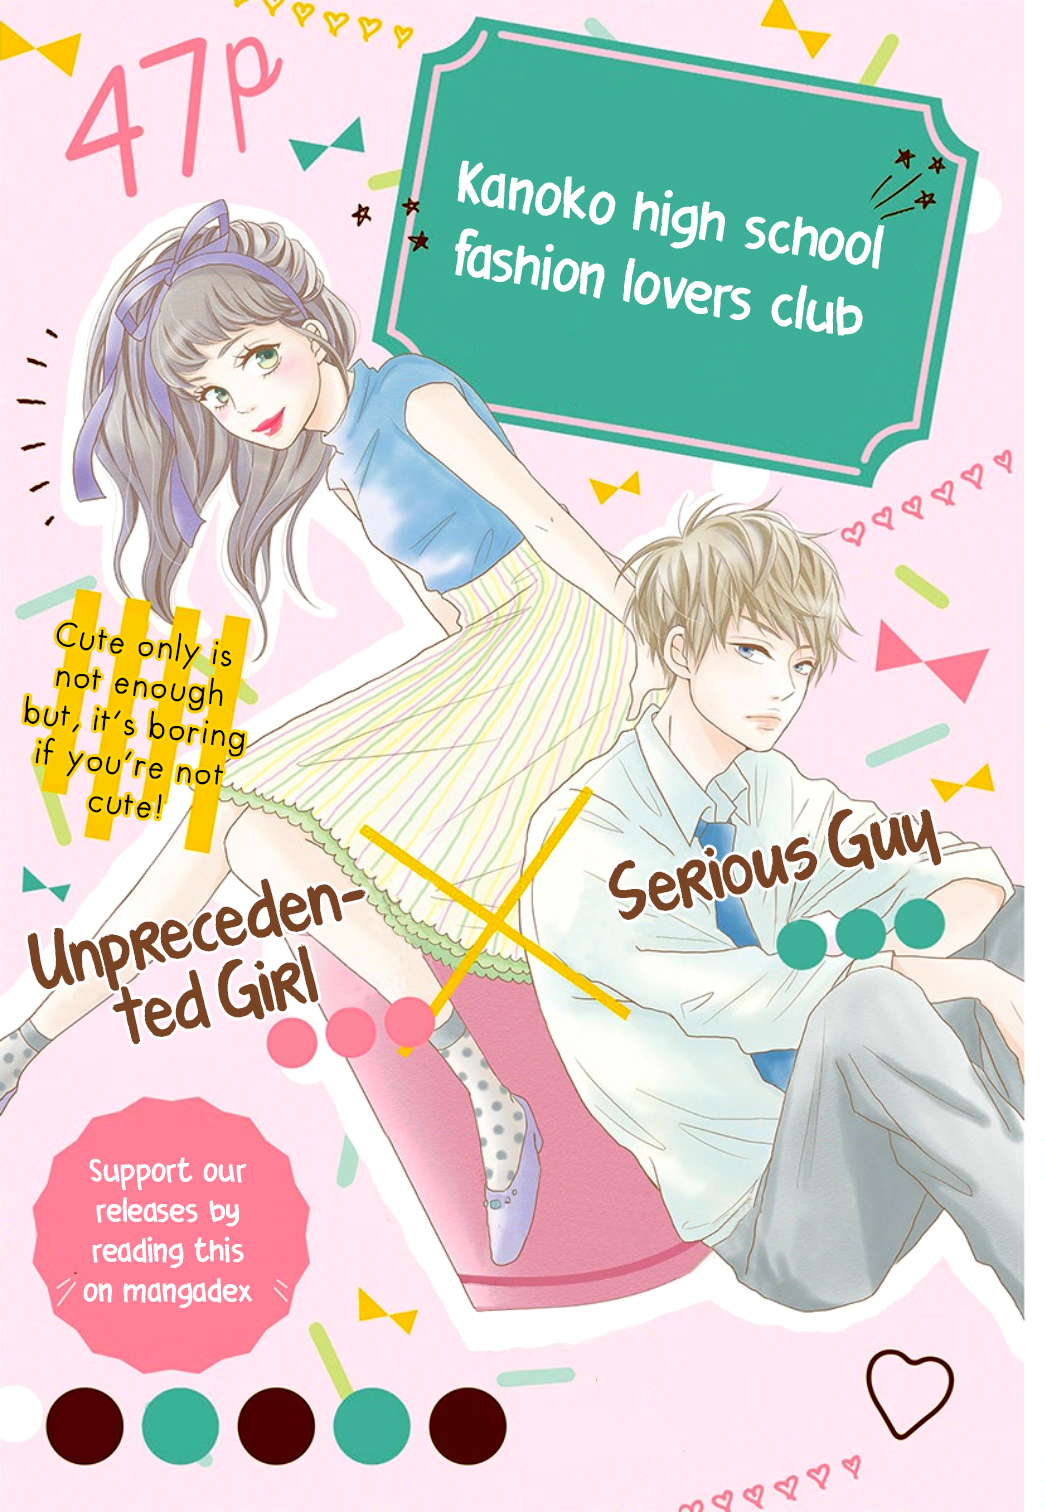 47p
Kanoko high school
fashion lovers club
Cute only is
not enough
but, it's boring
if you're not
cute!
Unpreceden-
ted Girl
Serious Guy
Support our
releases by
reading this
on mangadex